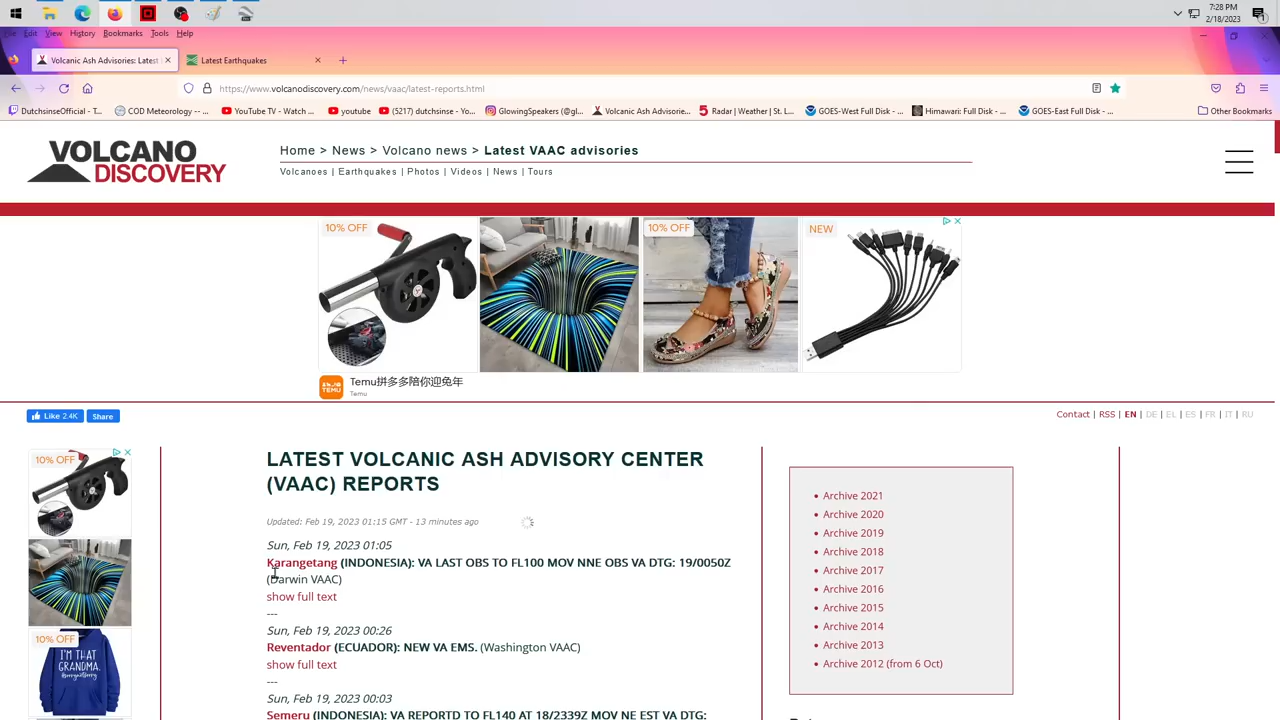 7:28 PM
2/18/2023
File Edit View History Bookmarks Tools Help
Volcanic Ash Advisories: Latest
Latest Earthquakes
https://www.volcanodiscovery.com/news/vaac/latest-reports.html
DutchsinseOfficial - T... COD Meteorology -- ... YouTube TV - Watch ... youtube (5217) dutchsinse - Yo... GlowingSpeakers (@gl... Volcanic Ash Advisorie... Radar | Weather | St. L... GOES-West Full Disk - ... Himawari: Full Disk - ... GOES-East Full Disk - ... Other Bookmarks
VOLCANO
DISCOVERY
Home > News > Volcano news > Latest VAAC advisories
Volcanoes | Earthquakes | Photos | Videos | News | Tours
10% OFF
10% OFF
NEW
TEMU
Temu拼多多陪你迎兔年
Temu
Like 2.4K Share
Contact | RSS | EN | DE | EL | ES | FR | IT | RU
10% OFF
10% OFF
I'M THAT
GRANDMA.
LATEST VOLCANIC ASH ADVISORY CENTER
(VAAC) REPORTS
Updated: Feb 19, 2023 01:15 GMT - 13 minutes ago
Sun, Feb 19, 2023 01:05
Karangetang (INDONESIA): VA LAST OBS TO FL100 MOV NNE OBS VA DTG: 19/0050Z
(Darwin VAAC)
show full text
---
Sun, Feb 19, 2023 00:26
Reventador (ECUADOR): NEW VA EMS. (Washington VAAC)
show full text
---
Sun, Feb 19, 2023 00:03
Semeru (INDONESIA): VA REPORTD TO FL140 AT 18/2339Z MOV NE EST VA DTG:
Archive 2021
Archive 2020
Archive 2019
Archive 2018
Archive 2017
Archive 2016
Archive 2015
Archive 2014
Archive 2013
Archive 2012 (from 6 Oct)